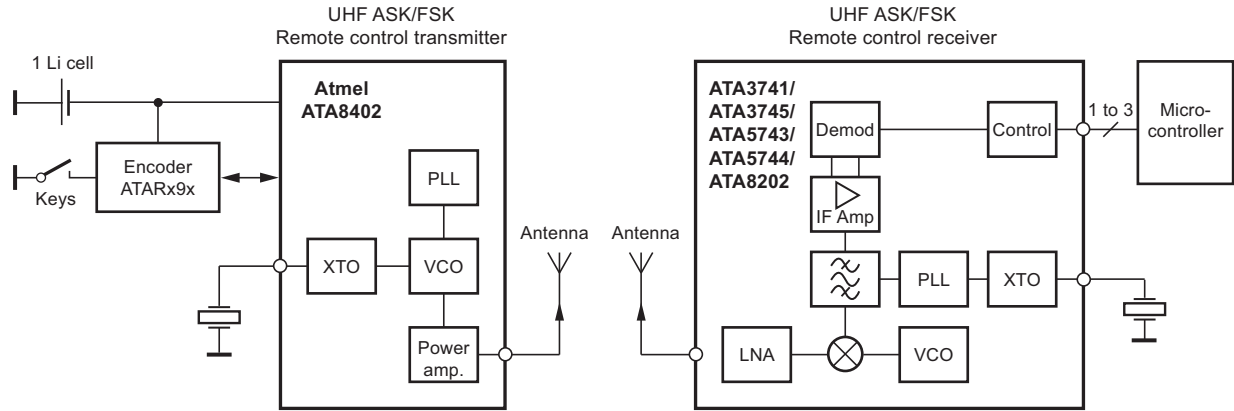 UHF ASK/FSK
Remote control transmitter
1 Li cell
Atmel
ATA8402
Encoder
ATARx9x
Keys
PLL
XTO
VCO
Power
amp.
Antenna
UHF ASK/FSK
Remote control receiver
Antenna
ATA3741/
ATA3745/
ATA5743/
ATA5744/
ATA8202
Demod
Control
1 to 3
Micro-
controller
IF Amp
PLL
XTO
LNA
VCO